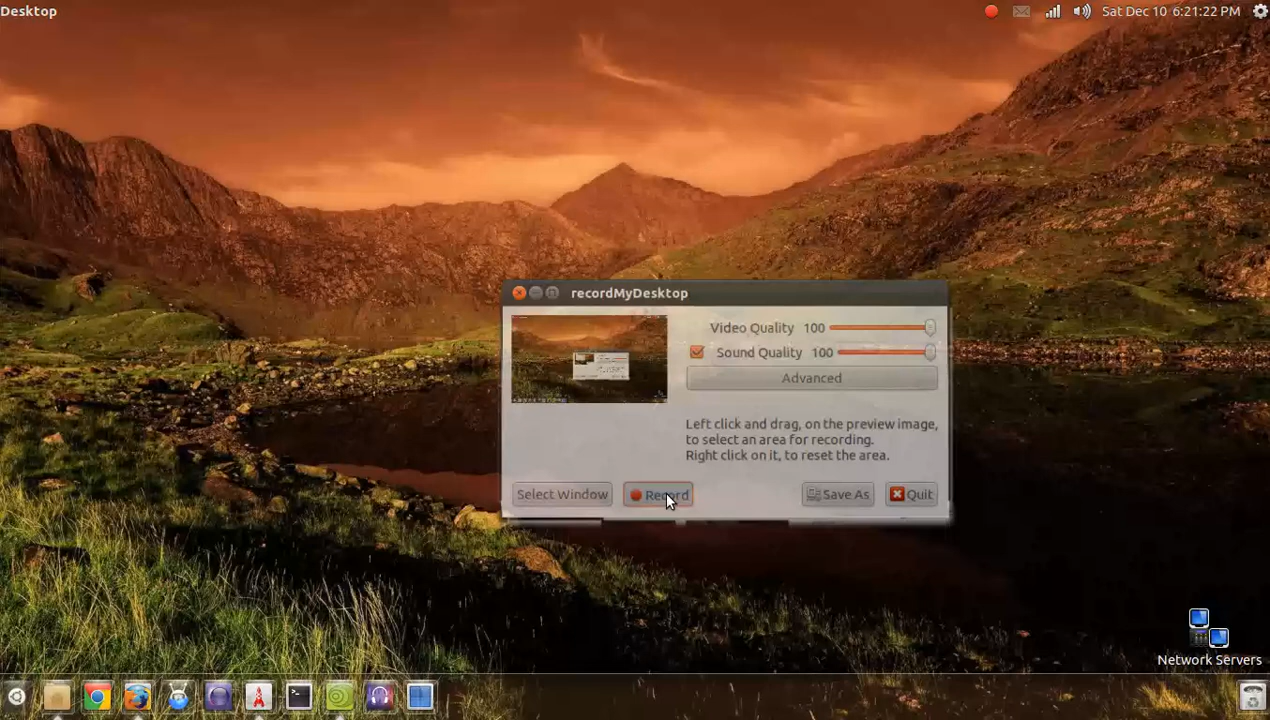 Desktop
Sat Dec 10 6:21:22 PM
recordMyDesktop
Video Quality 100
Sound Quality 100
Advanced
Left click and drag, on the preview image,
to select an area for recording.
Right click on it, to reset the area.
Select Window
Record
Save As
Quit
Network Servers